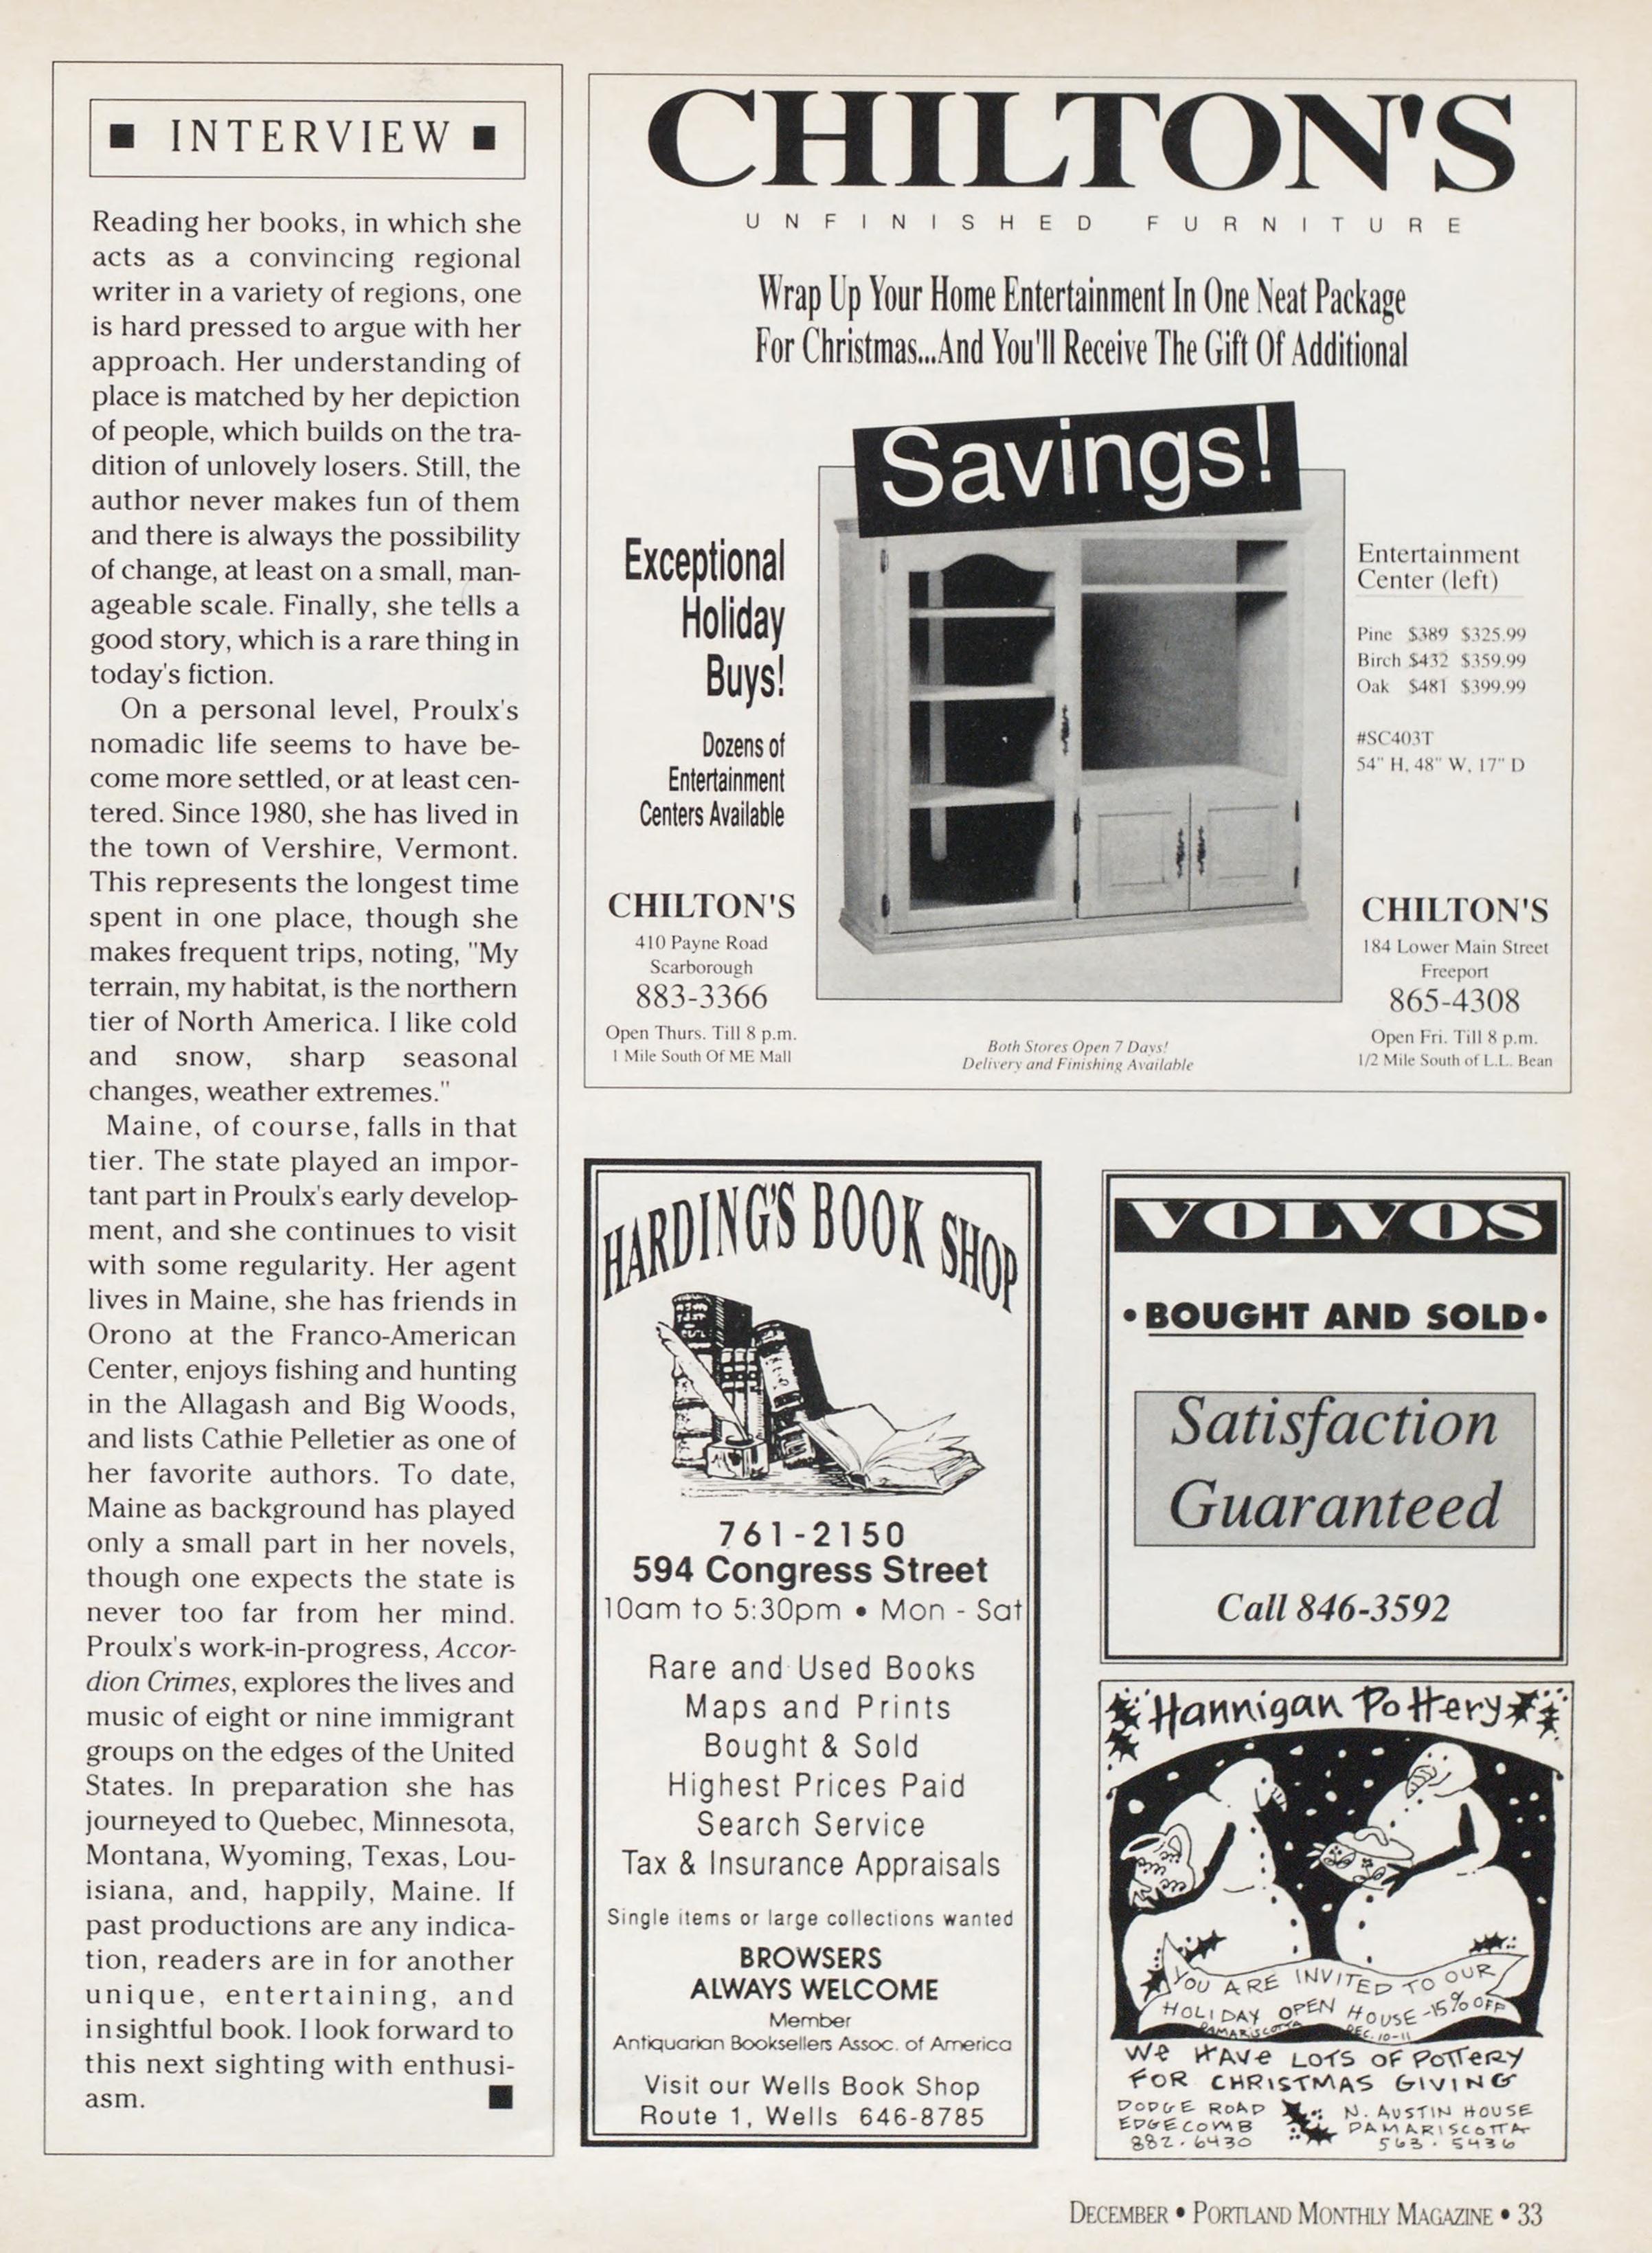 ■ INTERVIEW ■
Reading her books, in which she
acts as a convincing regional
writer in a variety of regions, one
is hard pressed to argue with her
approach. Her understanding of
place is matched by her depiction
of people, which builds on the tra-
dition of unlovely losers. Still, the
author never makes fun of them
and there is always the possibility
of change, at least on a small, man-
ageable scale. Finally, she tells a
good story, which is a rare thing in
today's fiction.
On a personal level, Proulx's
nomadic life seems to have be-
come more settled, or at least cen-
tered. Since 1980, she has lived in
the town of Vershire, Vermont.
This represents the longest time
spent in one place, though she
makes frequent trips, noting, "My
terrain, my habitat, is the northern
tier of North America. I like cold
and snow, sharp seasonal
changes, weather extremes."
Maine, of course, falls in that
tier. The state played an impor-
tant part in Proulx's early develop-
ment, and she continues to visit
with some regularity. Her agent
lives in Maine, she has friends in
Orono at the Franco-American
Center, enjoys fishing and hunting
in the Allagash and Big Woods,
and lists Cathie Pelletier as one of
her favorite authors. To date,
Maine as background has played
only a small part in her novels,
though one expects the state is
never too far from her mind.
Proulx's work-in-progress, Accor-
dion Crimes, explores the lives and
music of eight or nine immigrant
groups on the edges of the United
States. In preparation she has
journeyed to Quebec, Minnesota,
Montana, Wyoming, Texas, Lou-
isiana, and, happily, Maine. If
past productions are any indica-
tion, readers are in for another
unique, entertaining, and
insightful book. I look forward to
this next sighting with enthusi-
asm. ■
CHILTON'S
UNFINISHED FURNITURE
Wrap Up Your Home Entertainment In One Neat Package
For Christmas...And You'll Receive The Gift Of Additional
Savings!
Exceptional
Holiday
Buys!
Dozens of
Entertainment
Centers Available
Entertainment
Center (left)
Pine $389 $325.99
Birch $432 $359.99
Oak $481 $399.99
#SC403T
54" H, 48" W, 17" D
CHILTON'S
410 Payne Road
Scarborough
883-3366
Open Thurs. Till 8 p.m.
1 Mile South Of ME Mall
Both Stores Open 7 Days!
Delivery and Finishing Available
CHILTON'S
184 Lower Main Street
Freeport
865-4308
Open Fri. Till 8 p.m.
1/2 Mile South of L.L. Bean
HARDING'S BOOK SHOP
761-2150
594 Congress Street
10am to 5:30pm • Mon - Sat
Rare and Used Books
Maps and Prints
Bought & Sold
Highest Prices Paid
Search Service
Tax & Insurance Appraisals
Single items or large collections wanted
BROWSERS
ALWAYS WELCOME
Member
Antiquarian Booksellers Assoc. of America
Visit our Wells Book Shop
Route 1, Wells 646-8785
VOLVOS
• BOUGHT AND SOLD •
Satisfaction
Guaranteed
Call 846-3592
Hannigan Pottery
YOU ARE INVITED TO OUR
HOLIDAY OPEN HOUSE - 15% OFF
DAMARISCOTTA DEC. 10-11
WE HAVE LOTS OF POTTERY
FOR CHRISTMAS GIVING
DODGE ROAD
EDGECOMB
882.6430
N. AUSTIN HOUSE
DAMARISCOTTA
563.5436
DECEMBER • PORTLAND MONTHLY MAGAZINE • 33